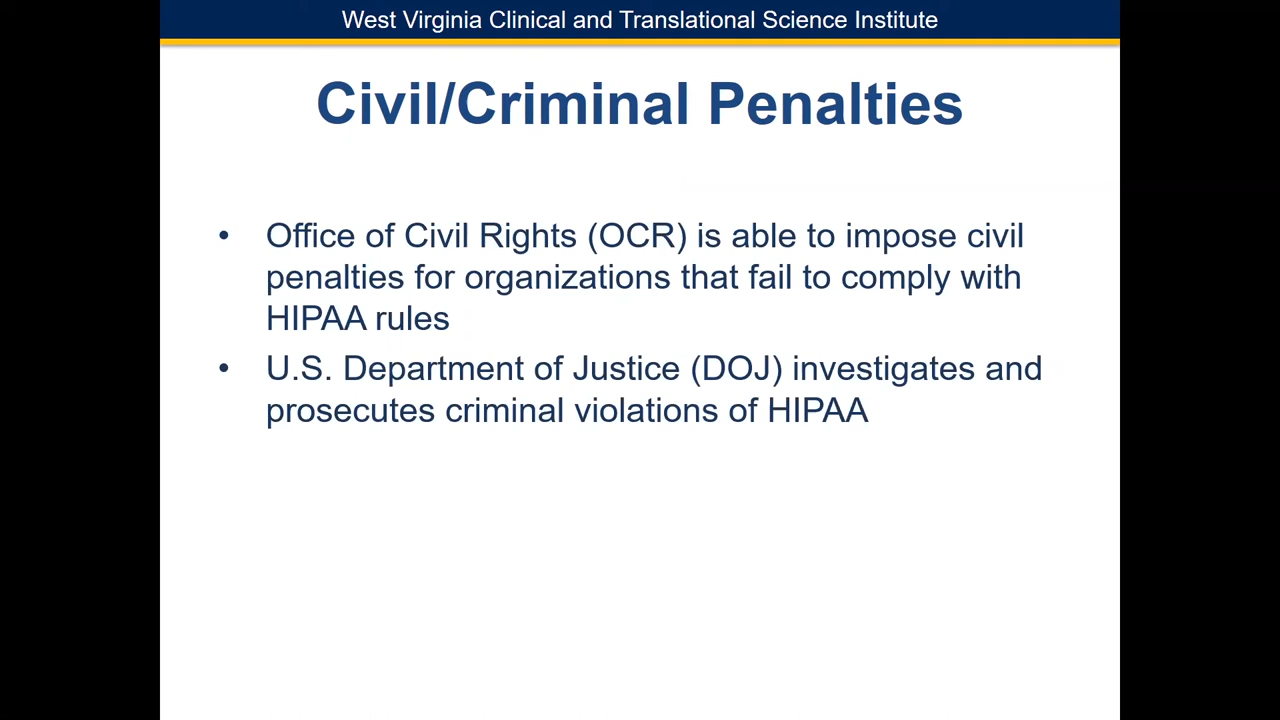 West Virginia Clinical and Translational Science Institute
Civil/Criminal Penalties
• Office of Civil Rights (OCR) is able to impose civil
penalties for organizations that fail to comply with
HIPAA rules
• U.S. Department of Justice (DOJ) investigates and
prosecutes criminal violations of HIPAA